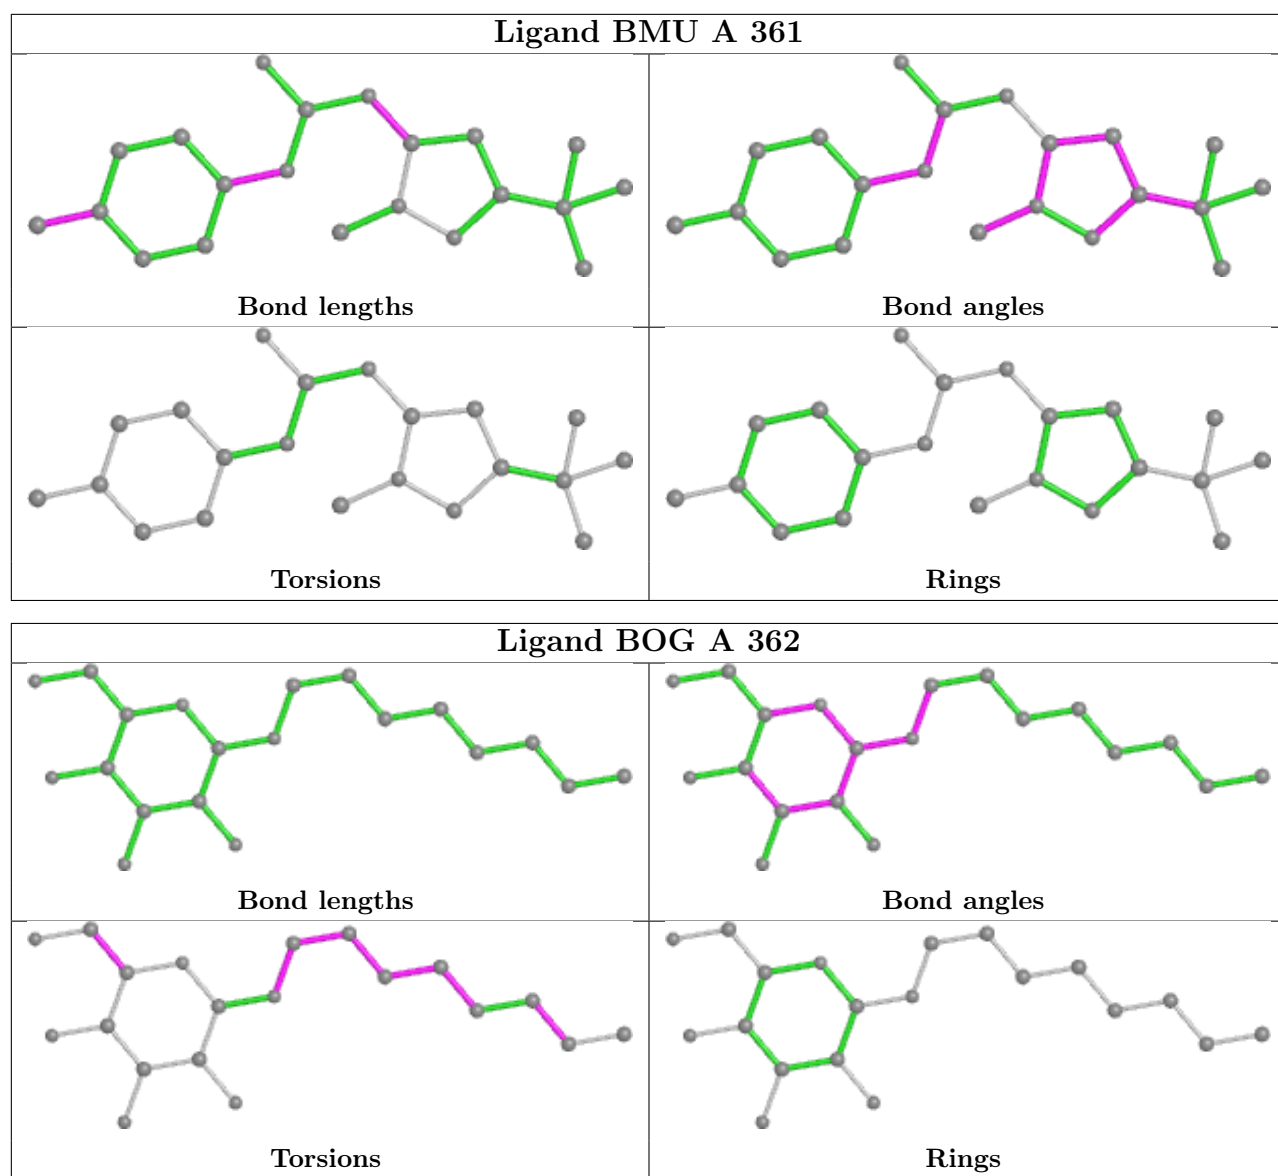 Ligand BMU A 361
Bond lengths
Bond angles
Torsions
Rings
Ligand BOG A 362
Bond lengths
Bond angles
Torsions
Rings